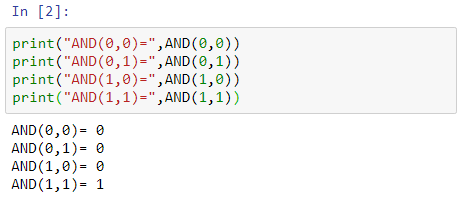 In [2]:
print("AND(0,0)=",AND(0,0))
print("AND(0,1)=",AND(0,1))
print("AND(1,0)=",AND(1,0))
print("AND(1,1)=",AND(1,1))
AND(0,0)= 0
AND(0,1)= 0
AND(1,0)= 0
AND(1,1)= 1